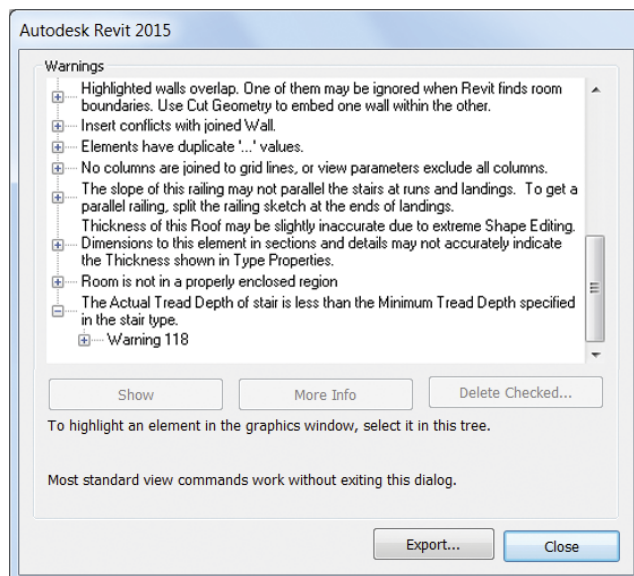 Autodesk Revit 2015
Warnings
Highlighted walls overlap. One of them may be ignored when Revit finds room
boundaries. Use Cut Geometry to embed one wall within the other.
Insert conflicts with joined Wall.
Elements have duplicate '...' values.
No columns are joined to grid lines, or view parameters exclude all columns.
The slope of this railing may not parallel the stairs at runs and landings.  To get a
parallel railing, split the railing sketch at the ends of landings.
Thickness of this Roof may be slightly inaccurate due to extreme Shape Editing.
Dimensions to this element in sections and details may not accurately indicate
the Thickness shown in Type Properties.
Room is not in a properly enclosed region
The Actual Tread Depth of stair is less than the Minimum Tread Depth specified
in the stair type.
Warning 118
Show More Info Delete Checked...
To highlight an element in the graphics window, select it in this tree.
Most standard view commands work without exiting this dialog.
Export... Close